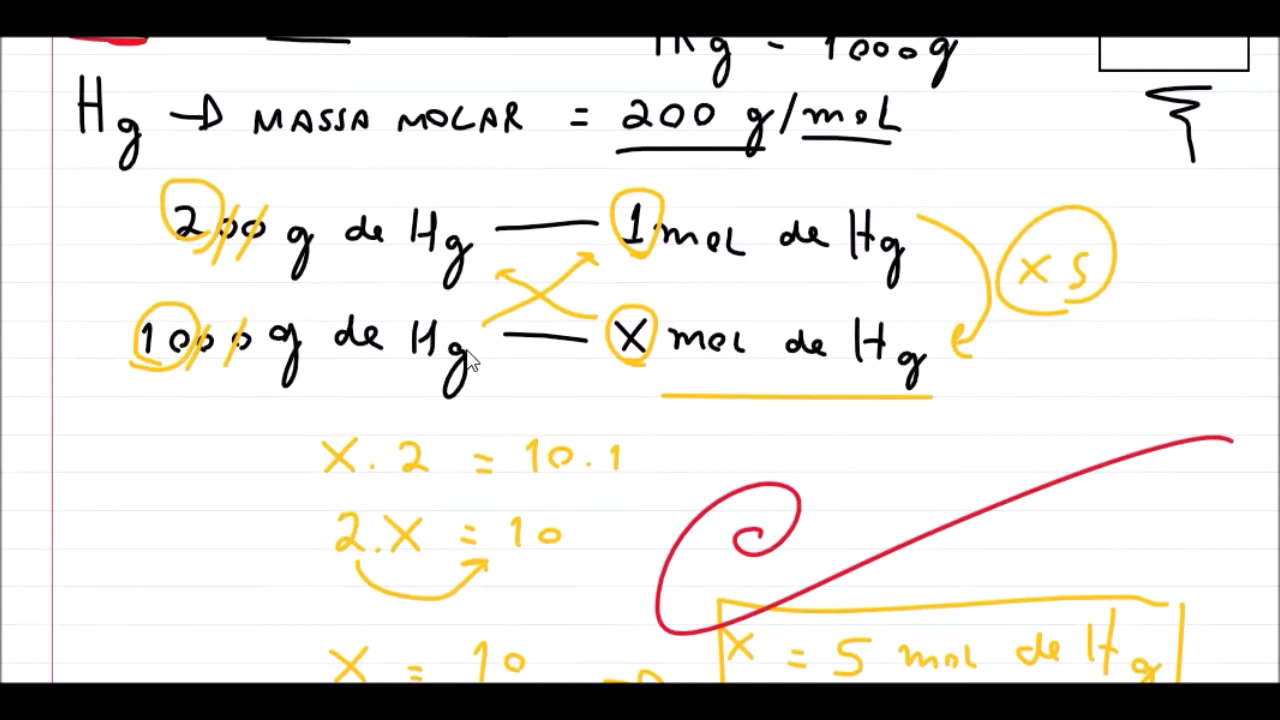 1Kg - 1000g
Hg → MASSA MOLAR = 200 g/moL
200 g de Hg — 1 moL de Hg
x 5
1000 g de Hg — X moL de Hg
X . 2 = 10 . 1
2 . X = 10
X = 10
X = 5 moL de Hg